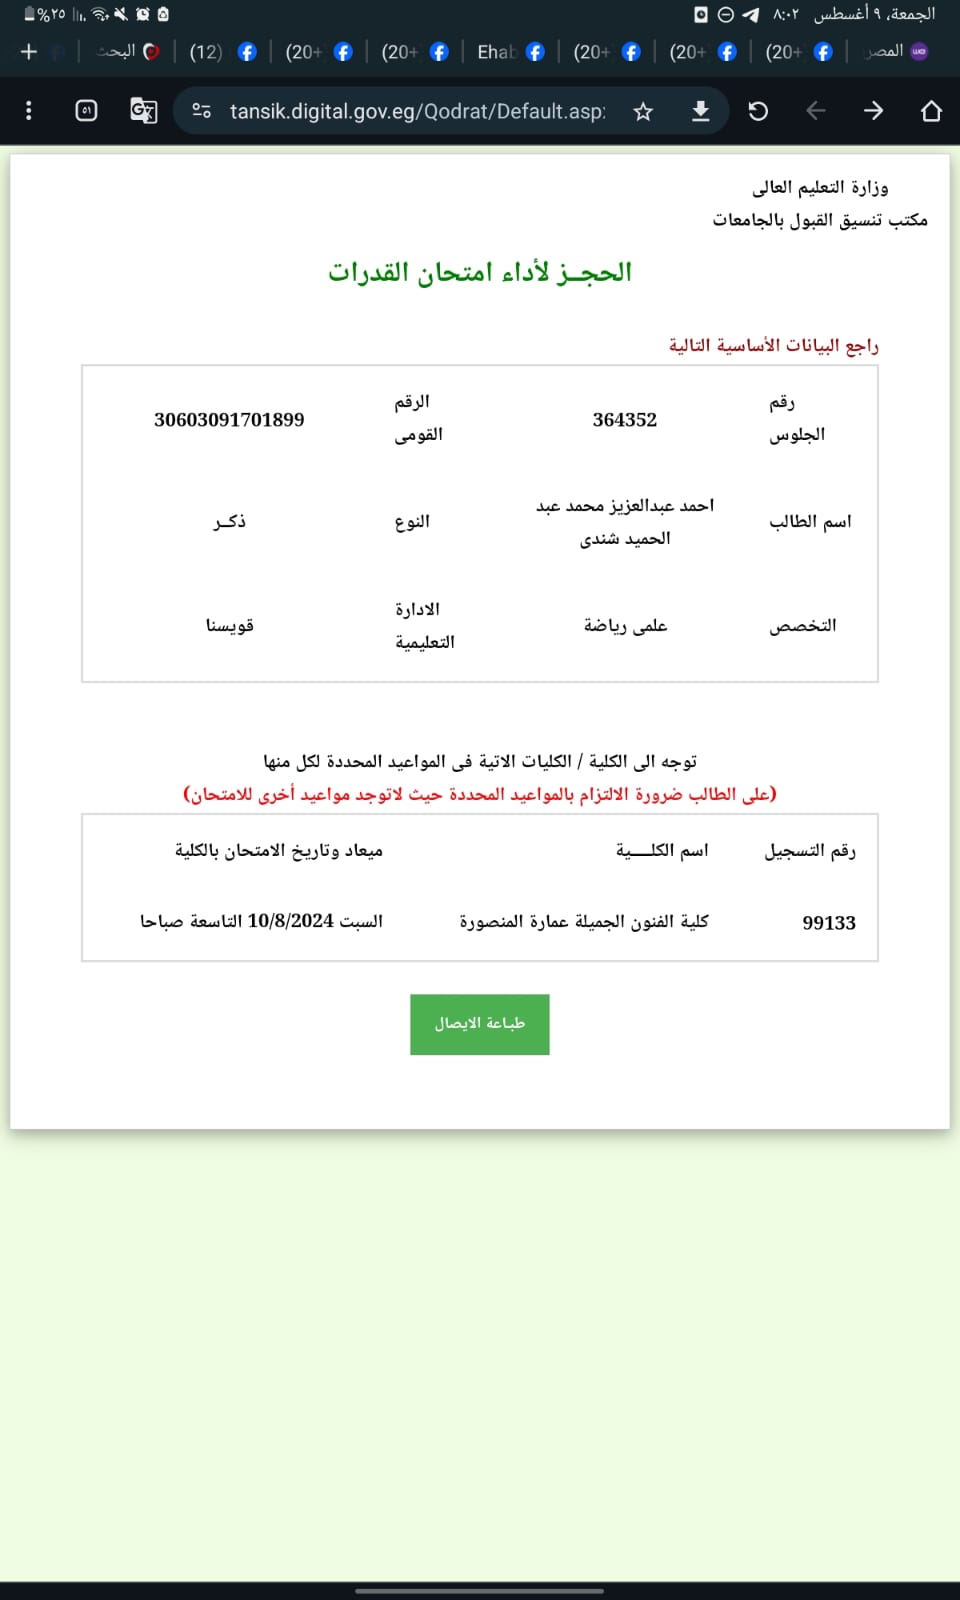 الجمعة، ٩ أغسطس ٨:٠٢ %٢٥
المصر (20+ (20+ (20+ Ehab (20+ (20+ (12) البحث +
tansik.digital.gov.eg/Qodrat/Default.asp: ٥١
وزارة التعليم العالى
مكتب تنسيق القبول بالجامعات
الحجــز لأداء امتحان القدرات
راجع البيانات الأساسية التالية
رقم الجلوس 364352 الرقم القومى 30603091701899
اسم الطالب احمد عبدالعزيز محمد عبد الحميد شندى النوع ذكــر
التخصص علمى رياضة الادارة التعليمية قويسنا
توجه الى الكلية / الكليات الاتية فى المواعيد المحددة لكل منها
(على الطالب ضرورة الالتزام بالمواعيد المحددة حيث لاتوجد مواعيد أخرى للامتحان)
رقم التسجيل اسم الكلــــية ميعاد وتاريخ الامتحان بالكلية
99133 كلية الفنون الجميلة عمارة المنصورة السبت 10/8/2024 التاسعة صباحا
طباعة الايصال